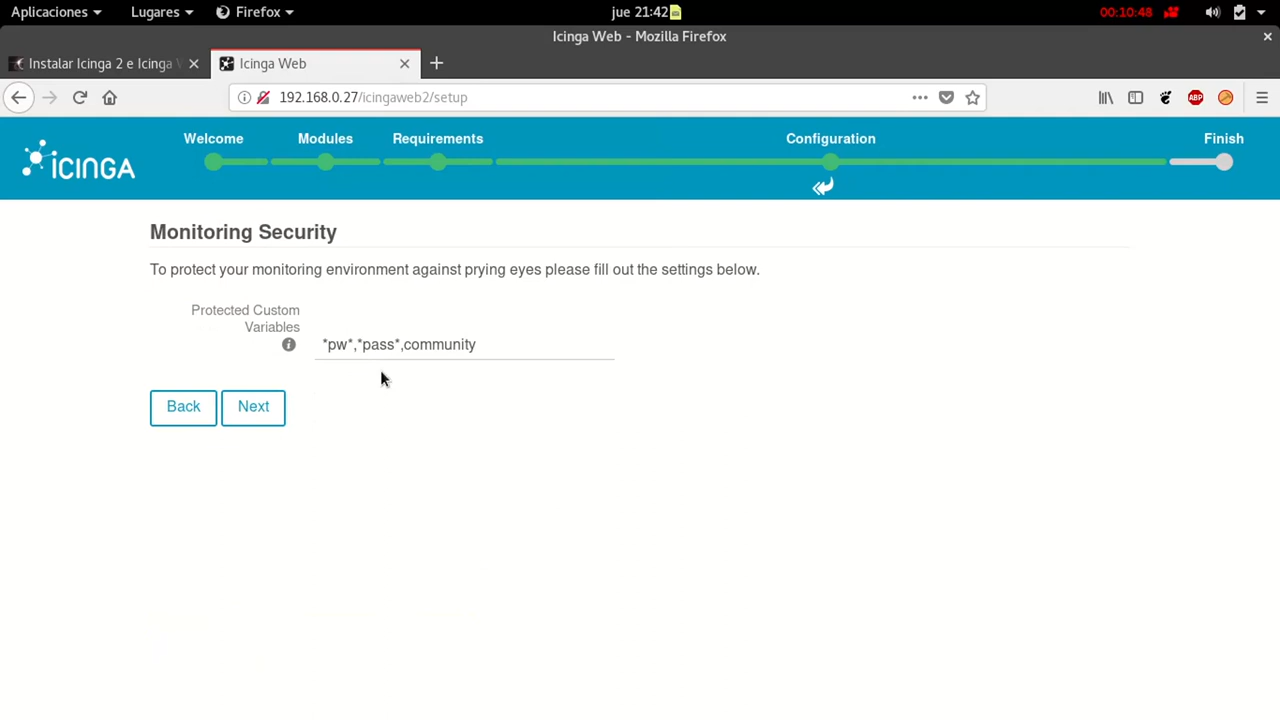 Aplicaciones Lugares Firefox jue 21:42 00:10:48
Icinga Web - Mozilla Firefox
Instalar Icinga 2 e Icinga Icinga Web
192.168.0.27/icingaweb2/setup ABP
ICINGA Welcome Modules Requirements Configuration Finish
Monitoring Security
To protect your monitoring environment against prying eyes please fill out the settings below.
Protected Custom
Variables
*pw*,*pass*,community
Back Next